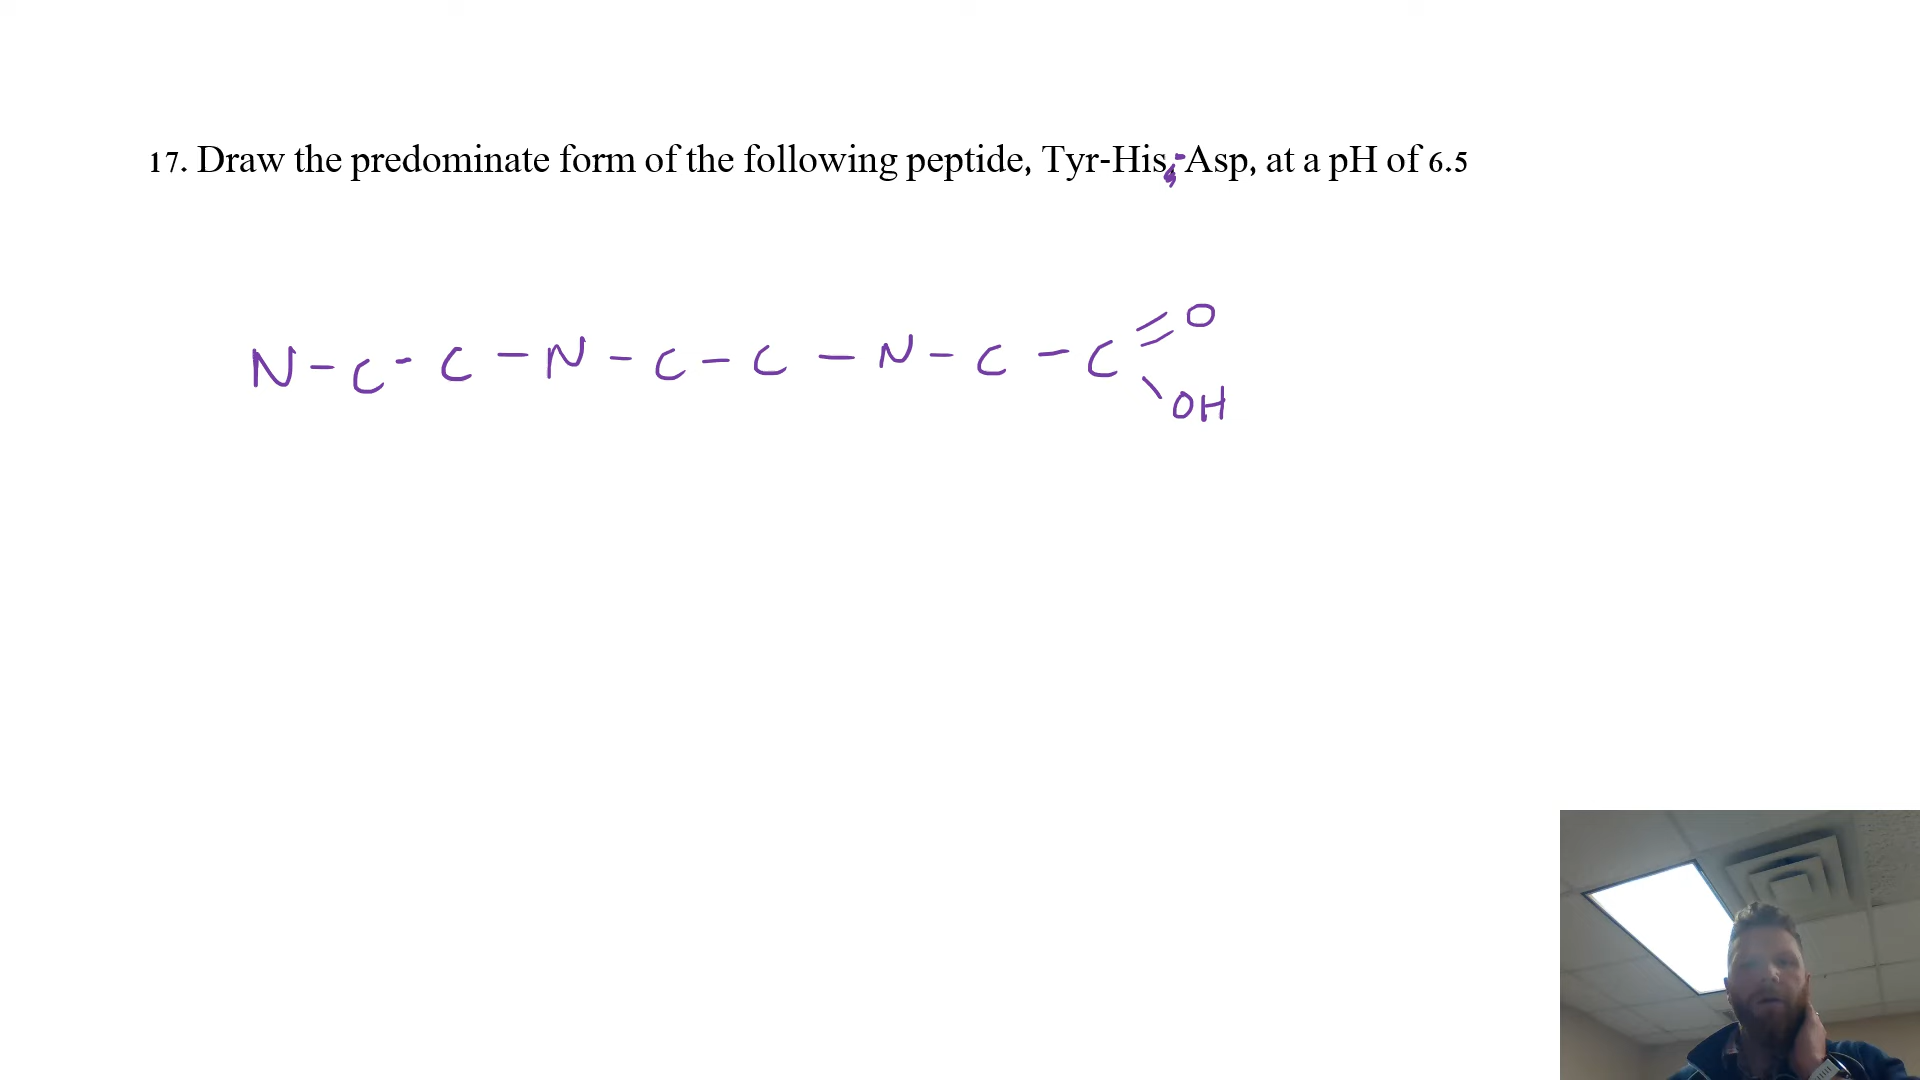 17. Draw the predominate form of the following peptide, Tyr-His-Asp, at a pH of 6.5
N-C-C-N-C-C-N-C-C=O
OH